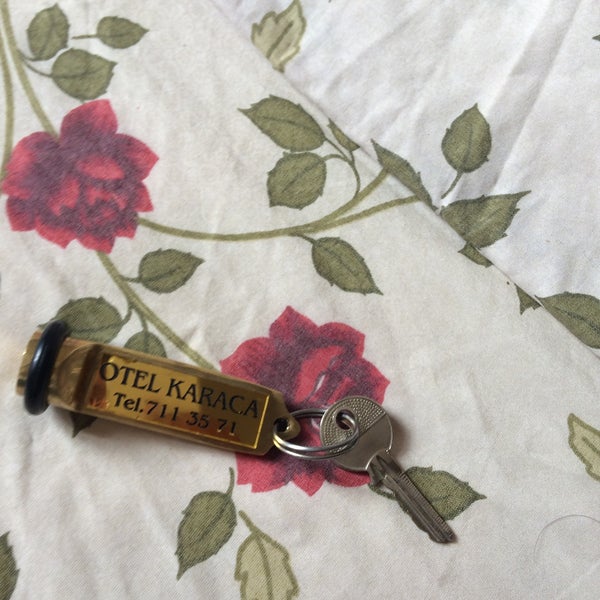 OTEL KARACA
Tel.711 35 71